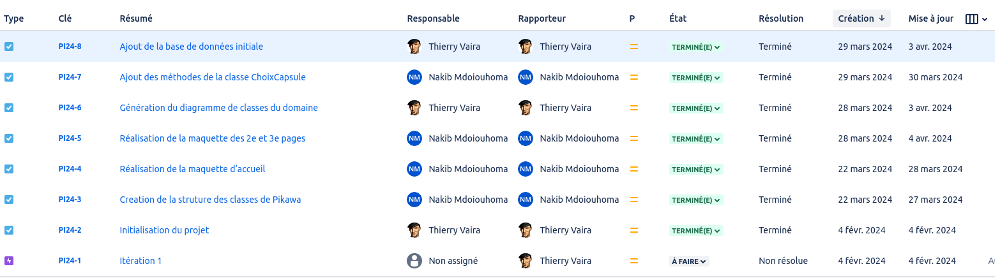 Type Clé Résumé Responsable Rapporteur P État Résolution Création Mise à jour
PI24-8 Ajout de la base de données initiale Thierry Vaira Thierry Vaira TERMINÉ(E) Terminé 29 mars 2024 3 avr. 2024
PI24-7 Ajout des méthodes de la classe ChoixCapsule NM Nakib Mdoiouhoma NM Nakib Mdoiouhoma TERMINÉ(E) Terminé 29 mars 2024 30 mars 2024
PI24-6 Génération du diagramme de classes du domaine Thierry Vaira Thierry Vaira TERMINÉ(E) Terminé 28 mars 2024 3 avr. 2024
PI24-5 Réalisation de la maquette des 2e et 3e pages NM Nakib Mdoiouhoma NM Nakib Mdoiouhoma TERMINÉ(E) Terminé 28 mars 2024 4 avr. 2024
PI24-4 Réalisation de la maquette d’accueil NM Nakib Mdoiouhoma NM Nakib Mdoiouhoma TERMINÉ(E) Terminé 22 mars 2024 28 mars 2024
PI24-3 Creation de la struture des classes de Pikawa NM Nakib Mdoiouhoma NM Nakib Mdoiouhoma TERMINÉ(E) Terminé 22 mars 2024 27 mars 2024
PI24-2 Initialisation du projet Thierry Vaira Thierry Vaira TERMINÉ(E) Terminé 4 févr. 2024 4 févr. 2024
PI24-1 Itération 1 Non assigné Thierry Vaira À FAIRE Non résolue 4 févr. 2024 4 févr. 2024